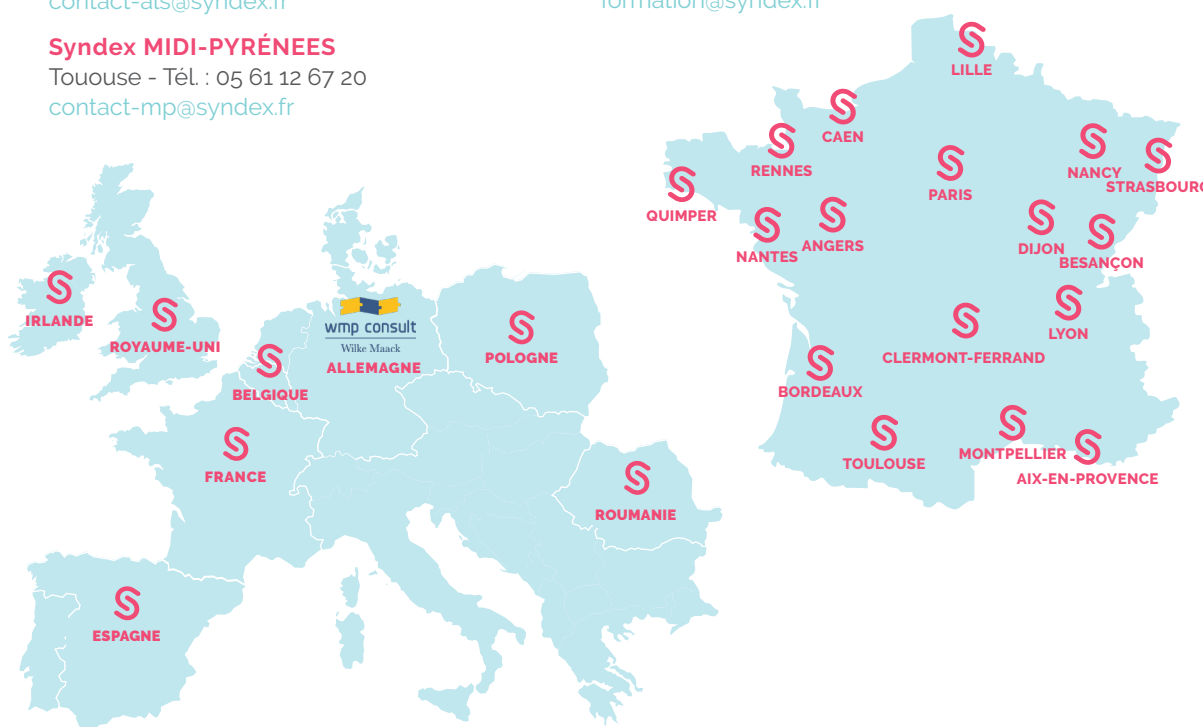 contact-als@syndex.fr
Syndex MIDI-PYRÉNEES
Tououse - Tél. : 05 61 12 67 20
contact-mp@syndex.fr
formation@syndex.fr
IRLANDE
ROYAUME-UNI
BELGIQUE
wmp consult
Wilke Maack
ALLEMAGNE
POLOGNE
FRANCE
ROUMANIE
ESPAGNE
LILLE
CAEN
RENNES
PARIS
NANCY
STRASBOURG
QUIMPER
NANTES
ANGERS
DIJON
BESANÇON
LYON
CLERMONT-FERRAND
BORDEAUX
TOULOUSE
MONTPELLIER
AIX-EN-PROVENCE